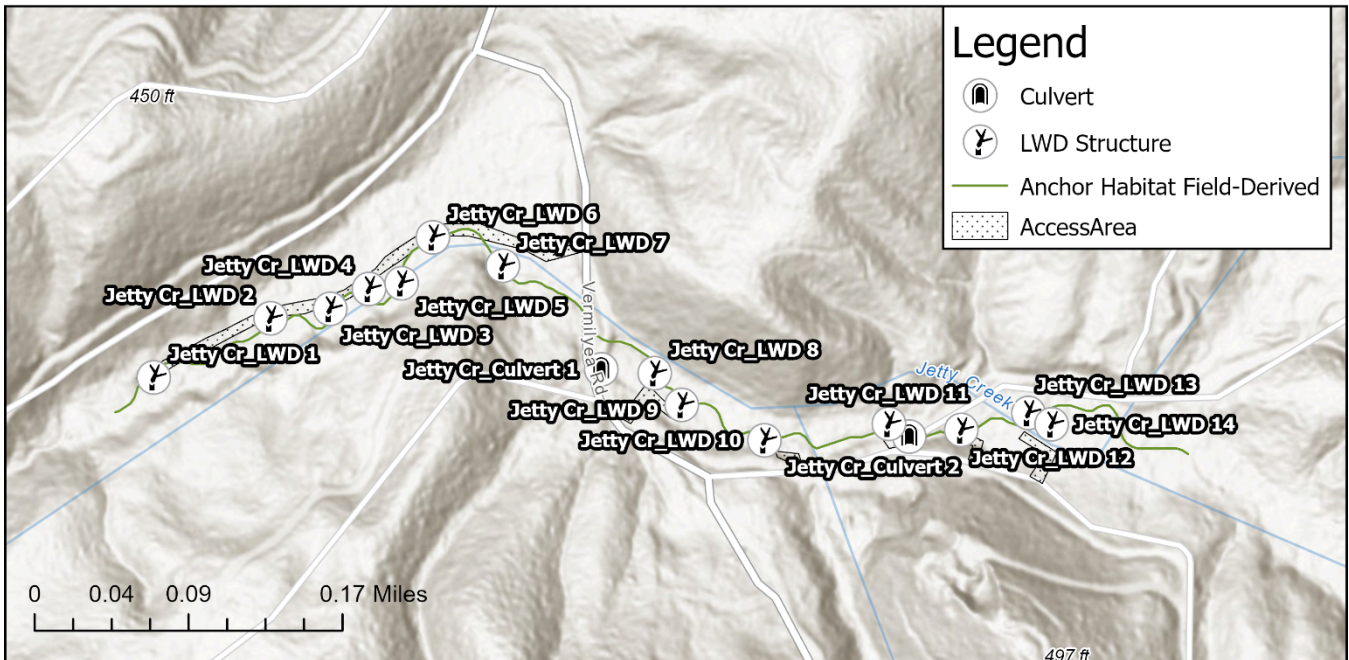 Legend
Culvert
LWD Structure
Anchor Habitat Field-Derived
AccessArea
450 ft
Jetty Cr_LWD 6
Jetty Cr_LWD 7
Jetty Cr_LWD 4
Jetty Cr_LWD 2
Jetty Cr_LWD 5
Jetty Cr_LWD 3
Jetty Cr_LWD 1
Vermilyea Rd
Jetty Cr_LWD 8
Jetty Cr_Culvert 1
Jetty Creek
Jetty Cr_LWD 13
Jetty Cr_LWD 11
Jetty Cr_LWD 9
Jetty Cr_LWD 14
Jetty Cr_LWD 10
Jetty Cr_LWD 12
Jetty Cr_Culvert 2
0 0.04 0.09 0.17 Miles
497 ft